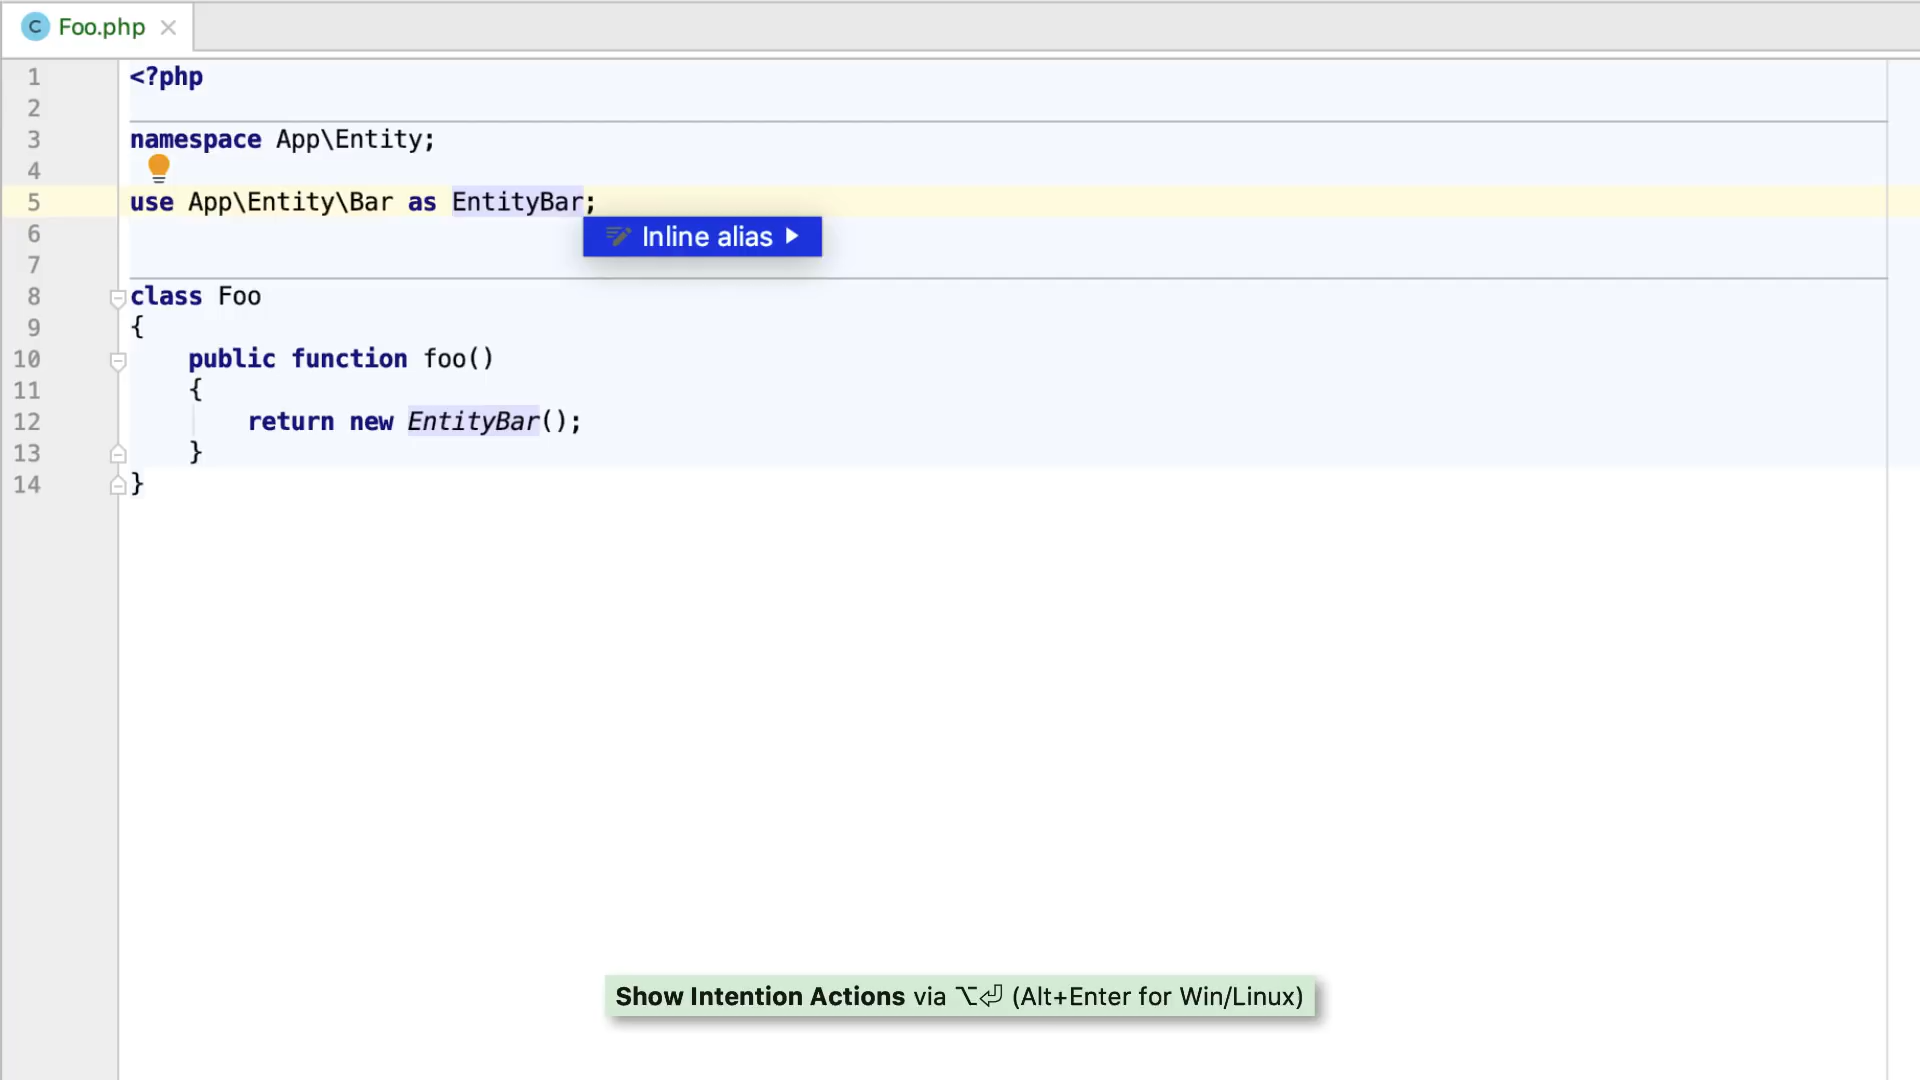 C Foo.php
1 <?php
2
3 namespace App\Entity;
4
5 use App\Entity\Bar as EntityBar;
6 Inline alias
7
8 class Foo
9 {
10     public function foo()
11     {
12         return new EntityBar();
13     }
14 }
Show Intention Actions via ⌥⏎ (Alt+Enter for Win/Linux)